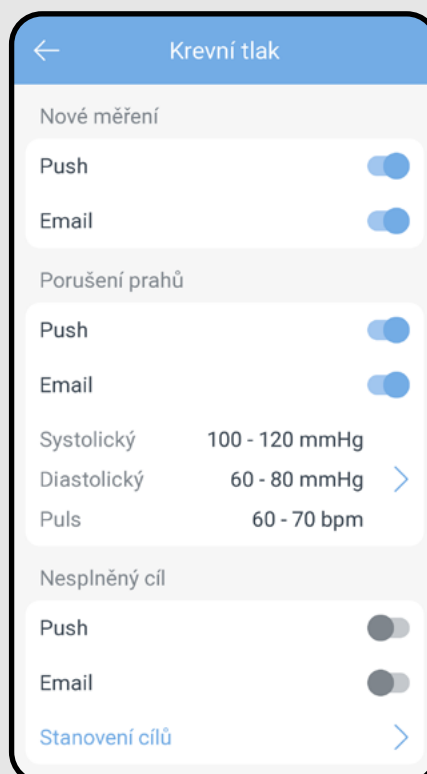 Krevní tlak
Nové měření
Push
Email
Porušení prahů
Push
Email
Systolický 100 - 120 mmHg
Diastolický 60 - 80 mmHg
Puls 60 - 70 bpm
Nesplněný cíl
Push
Email
Stanovení cílů